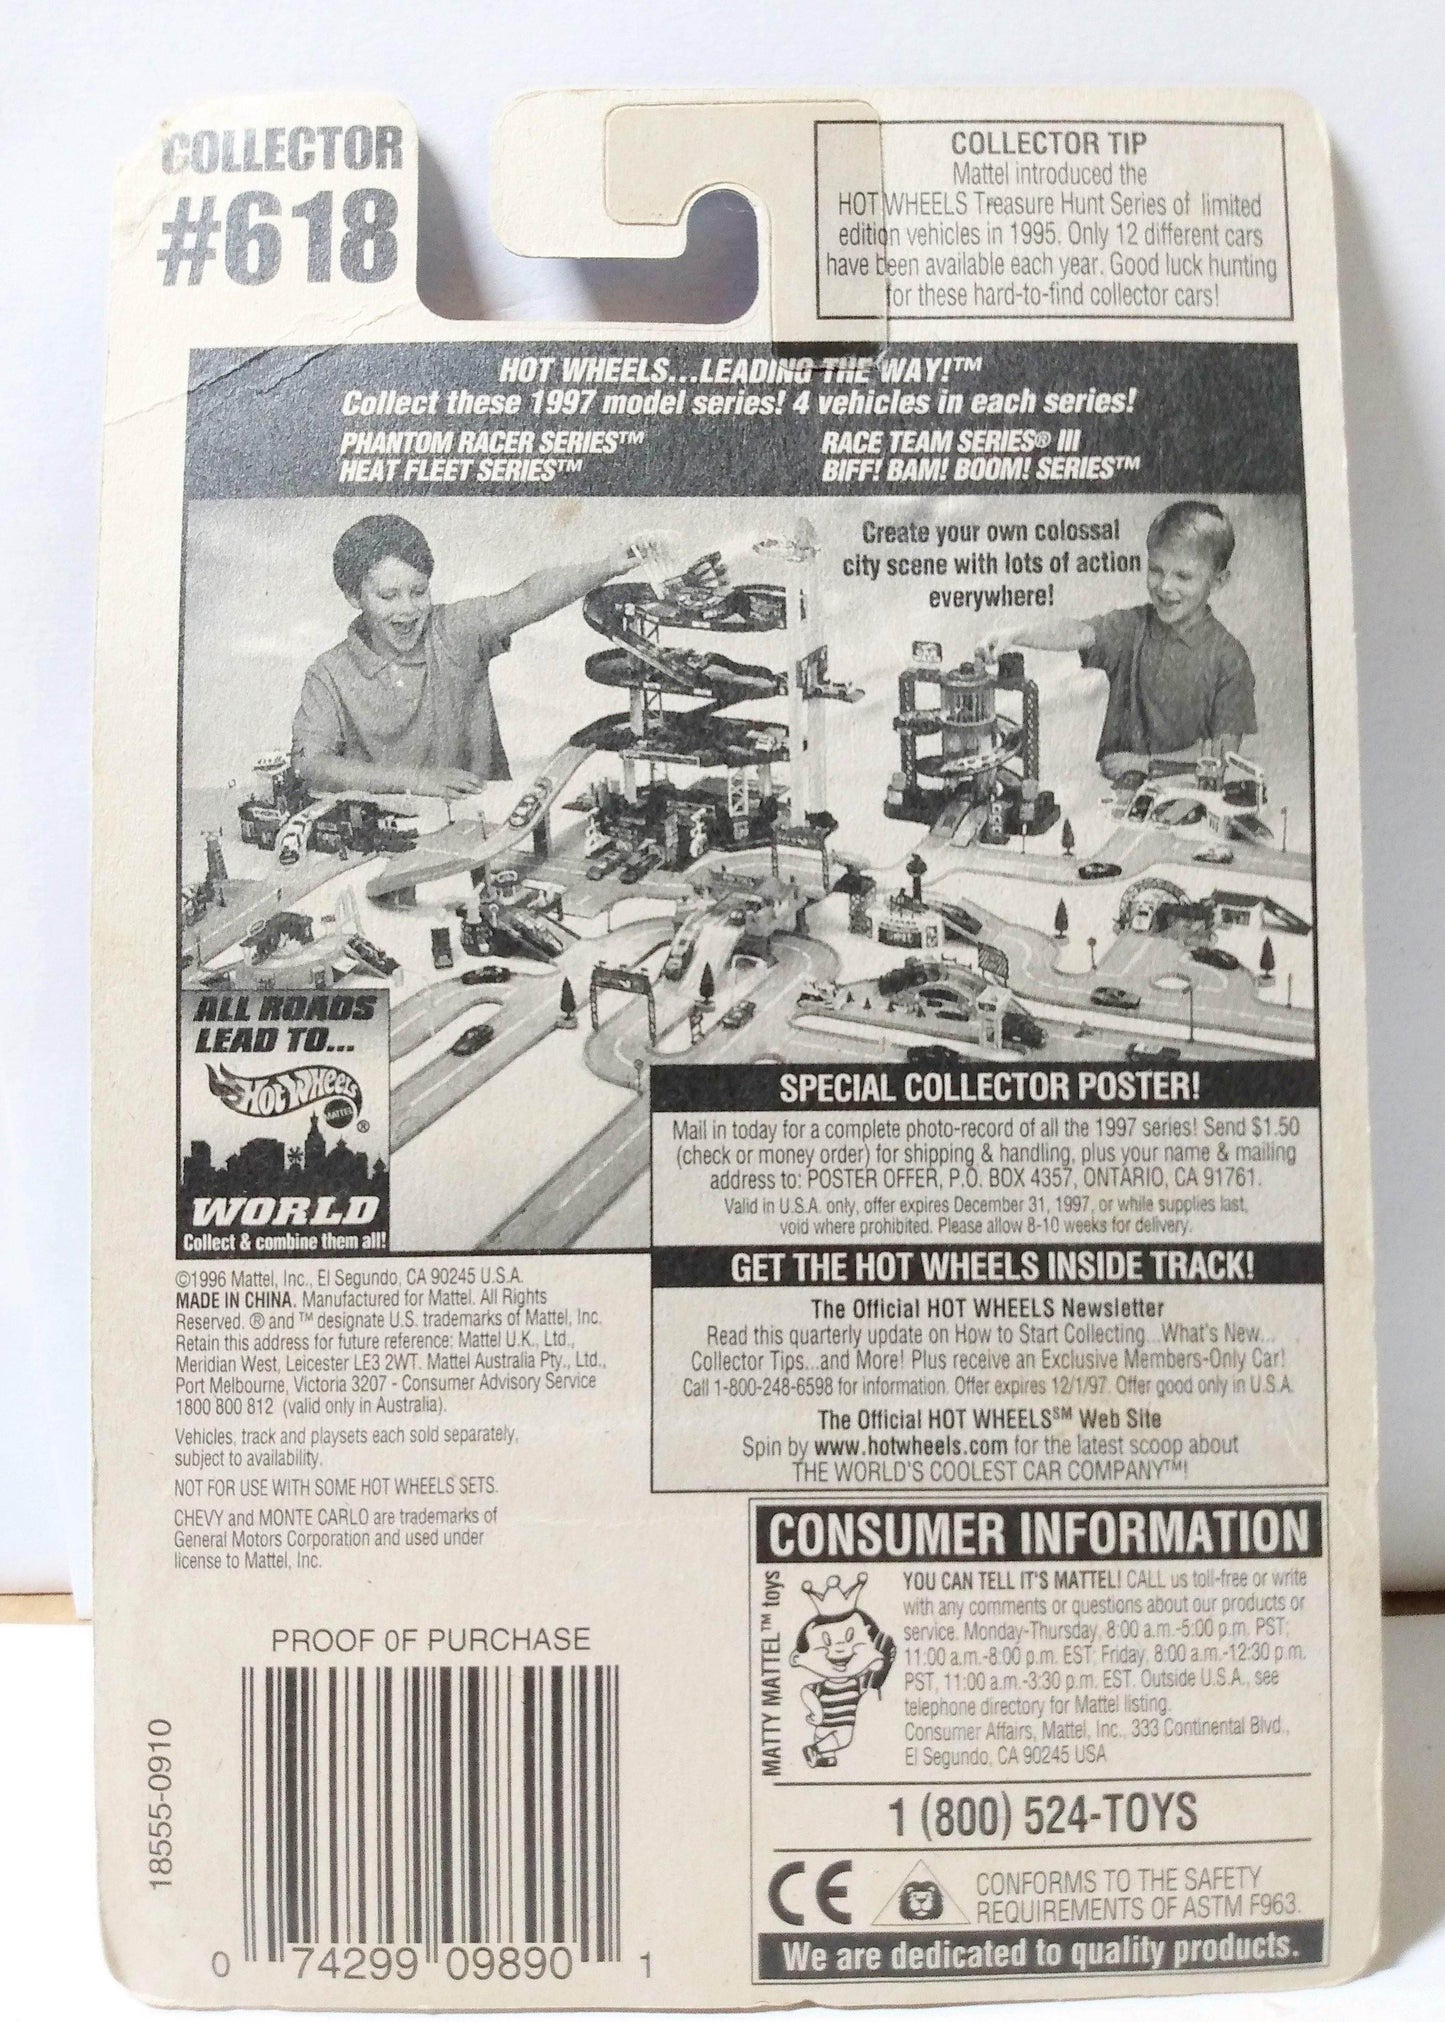 COLLECTOR
#618
COLLECTOR TIP
Mattel introduced the
HOT WHEELS Treasure Hunt Series of limited
edition vehicles in 1995. Only 12 different cars
have been available each year. Good luck hunting
for these hard-to-find collector cars!
HOT WHEELS...LEADING THE WAY!™
Collect these 1997 model series! 4 vehicles in each series!
PHANTOM RACER SERIES™
HEAT FLEET SERIES™
RACE TEAM SERIES® III
BIFF! BAM! BOOM! SERIES™
Create your own colossal
city scene with lots of action
everywhere!
ALL ROADS
LEAD TO...
Hot Wheels
MATTEL
®
WORLD
Collect & combine them all!
SPECIAL COLLECTOR POSTER!
Mail in today for a complete photo-record of all the 1997 series! Send $1.50
(check or money order) for shipping & handling, plus your name & mailing
address to: POSTER OFFER, P.O. BOX 4357, ONTARIO, CA 91761.
Valid in U.S.A. only, offer expires December 31, 1997, or while supplies last,
void where prohibited. Please allow 8-10 weeks for delivery.
GET THE HOT WHEELS INSIDE TRACK!
The Official HOT WHEELS Newsletter
Read this quarterly update on How to Start Collecting...What's New...
Collector Tips...and More! Plus receive an Exclusive Members-Only Car!
Call 1-800-248-6598 for information. Offer expires 12/1/97. Offer good only in U.S.A.
The Official HOT WHEELS℠ Web Site
Spin by www.hotwheels.com for the latest scoop about
THE WORLD'S COOLEST CAR COMPANY™!
©1996 Mattel, Inc., El Segundo, CA 90245 U.S.A.
MADE IN CHINA. Manufactured for Mattel. All Rights
Reserved. ® and ™ designate U.S. trademarks of Mattel, Inc.
Retain this address for future reference: Mattel U.K., Ltd.,
Meridian West, Leicester LE3 2WT. Mattel Australia Pty., Ltd.,
Port Melbourne, Victoria 3207 - Consumer Advisory Service
1800 800 812 (valid only in Australia).
Vehicles, track and playsets each sold separately,
subject to availability.
NOT FOR USE WITH SOME HOT WHEELS SETS.
CHEVY and MONTE CARLO are trademarks of
General Motors Corporation and used under
license to Mattel, Inc.
PROOF OF PURCHASE
18555-0910
0 74299 09890 1
CONSUMER INFORMATION
MATTY MATTEL™ toys
YOU CAN TELL IT'S MATTEL! CALL us toll-free or write
with any comments or questions about our products or
service. Monday-Thursday, 8:00 a.m.-5:00 p.m. PST;
11:00 a.m.-8:00 p.m. EST; Friday, 8:00 a.m.-12:30 p.m.
PST, 11:00 a.m.-3:30 p.m. EST. Outside U.S.A., see
telephone directory for Mattel listing.
Consumer Affairs, Mattel, Inc., 333 Continental Blvd.,
El Segundo, CA 90245 USA
1 (800) 524-TOYS
CE
CONFORMS TO THE SAFETY
REQUIREMENTS OF ASTM F963.
We are dedicated to quality products.